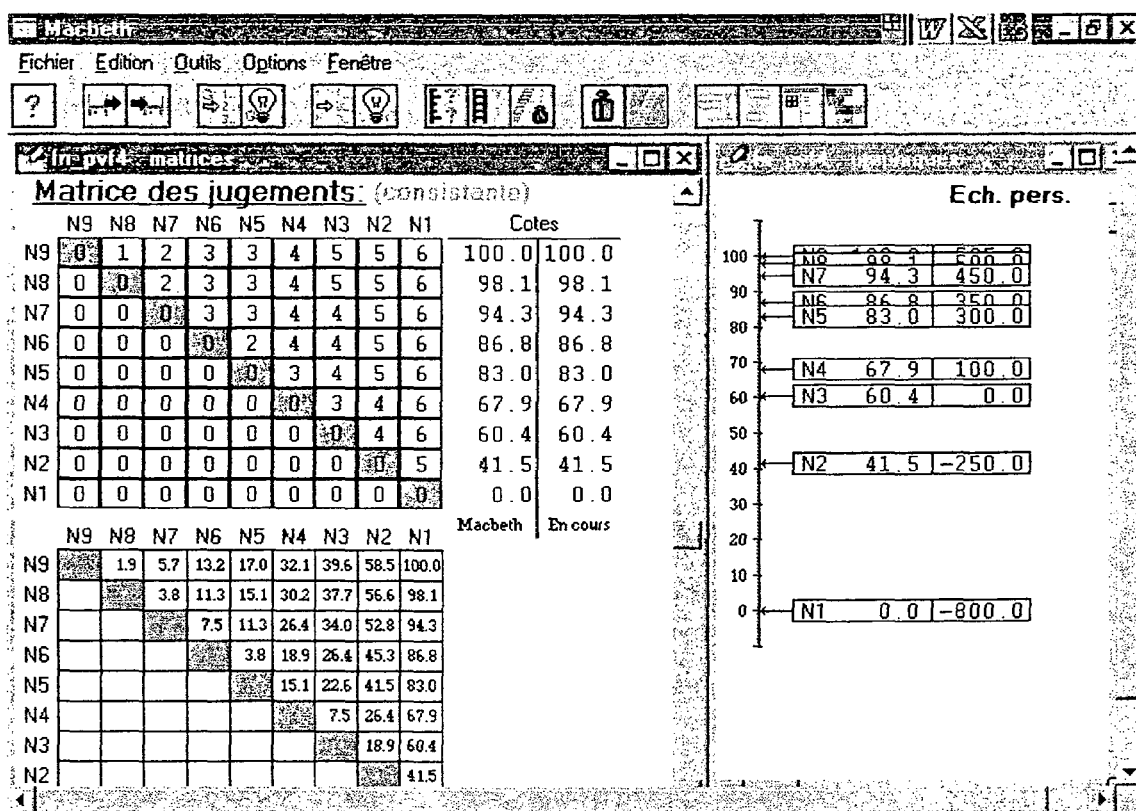 Macbeth
Fichier Edition Outils Options Fenêtre
?
matrices
Matrice des jugements: (consistante)
N9 N8 N7 N6 N5 N4 N3 N2 N1 Cotes
N9 0 1 2 3 3 4 5 5 6 100.0 100.0
N8 0 0 2 3 3 4 5 5 6 98.1 98.1
N7 0 0 0 3 3 4 4 5 6 94.3 94.3
N6 0 0 0 0 2 4 4 5 6 86.8 86.8
N5 0 0 0 0 0 3 4 5 6 83.0 83.0
N4 0 0 0 0 0 0 3 4 6 67.9 67.9
N3 0 0 0 0 0 0 0 4 6 60.4 60.4
N2 0 0 0 0 0 0 0 0 5 41.5 41.5
N1 0 0 0 0 0 0 0 0 0 0.0 0.0
Macbeth En cours
N9 N8 N7 N6 N5 N4 N3 N2 N1
N9 1.9 5.7 13.2 17.0 32.1 39.6 58.5 100.0
N8 3.8 11.3 15.1 30.2 37.7 56.6 98.1
N7 7.5 11.3 26.4 34.0 52.8 94.3
N6 3.8 18.9 26.4 45.3 86.8
N5 15.1 22.6 41.5 83.0
N4 7.5 26.4 67.9
N3 18.9 60.4
N2 41.5
Ech. pers.
100
N7 94.3 450.0
90
N6 86.8 350.0
N5 83.0 300.0
80
70
N4 67.9 100.0
60 N3 60.4 0.0
50
40 N2 41.5 -250.0
30
20
10
0 N1 0.0 -800.0